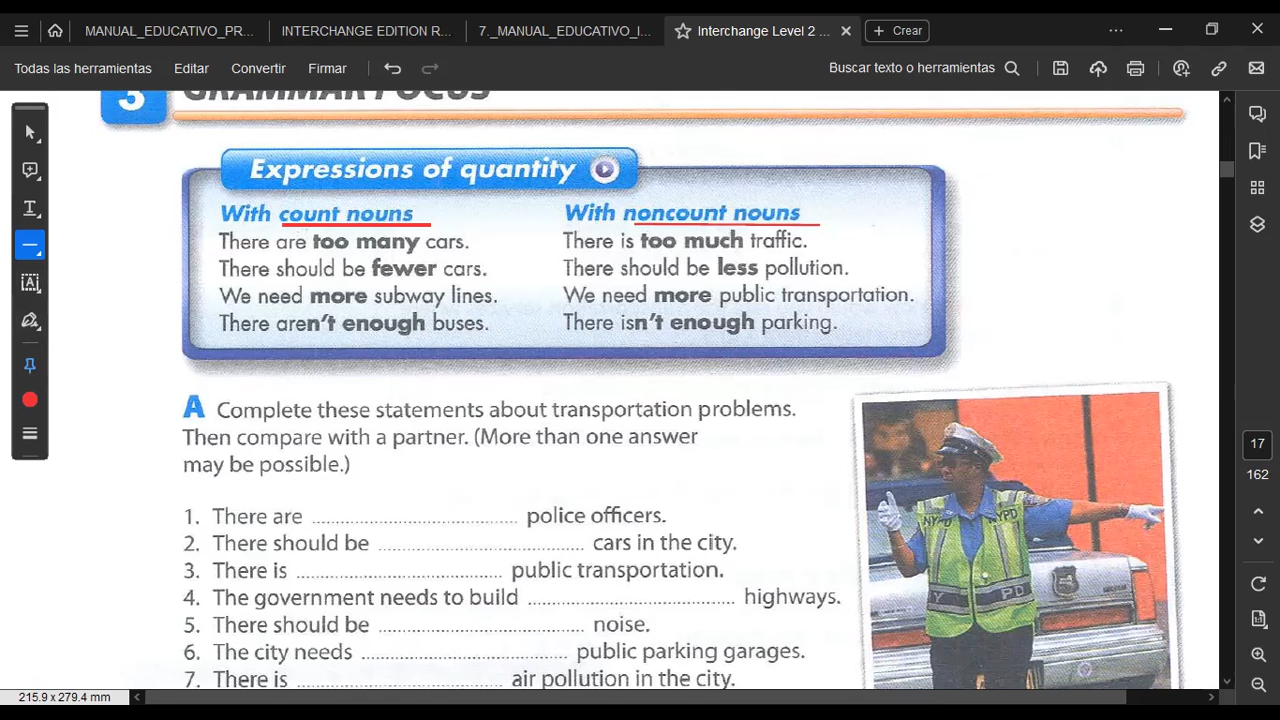 MANUAL_EDUCATIVO_PR...
INTERCHANGE EDITION R...
7._MANUAL_EDUCATIVO_I...
Interchange Level 2 ...
Crear
Todas las herramientas
Editar
Convertir
Firmar
Buscar texto o herramientas
3 GRAMMAR FOCUS
Expressions of quantity
With count nouns
There are too many cars.
There should be fewer cars.
We need more subway lines.
There aren't enough buses.
With noncount nouns
There is too much traffic.
There should be less pollution.
We need more public transportation.
There isn't enough parking.
A Complete these statements about transportation problems.
Then compare with a partner. (More than one answer
may be possible.)
1. There are ........................................ police officers.
2. There should be ........................................ cars in the city.
3. There is ........................................ public transportation.
4. The government needs to build ........................................ highways.
5. There should be ........................................ noise.
6. The city needs ........................................ public parking garages.
7. There is ........................................ air pollution in the city.
NYPD
NYPD
Y PD
17
162
215.9 x 279.4 mm